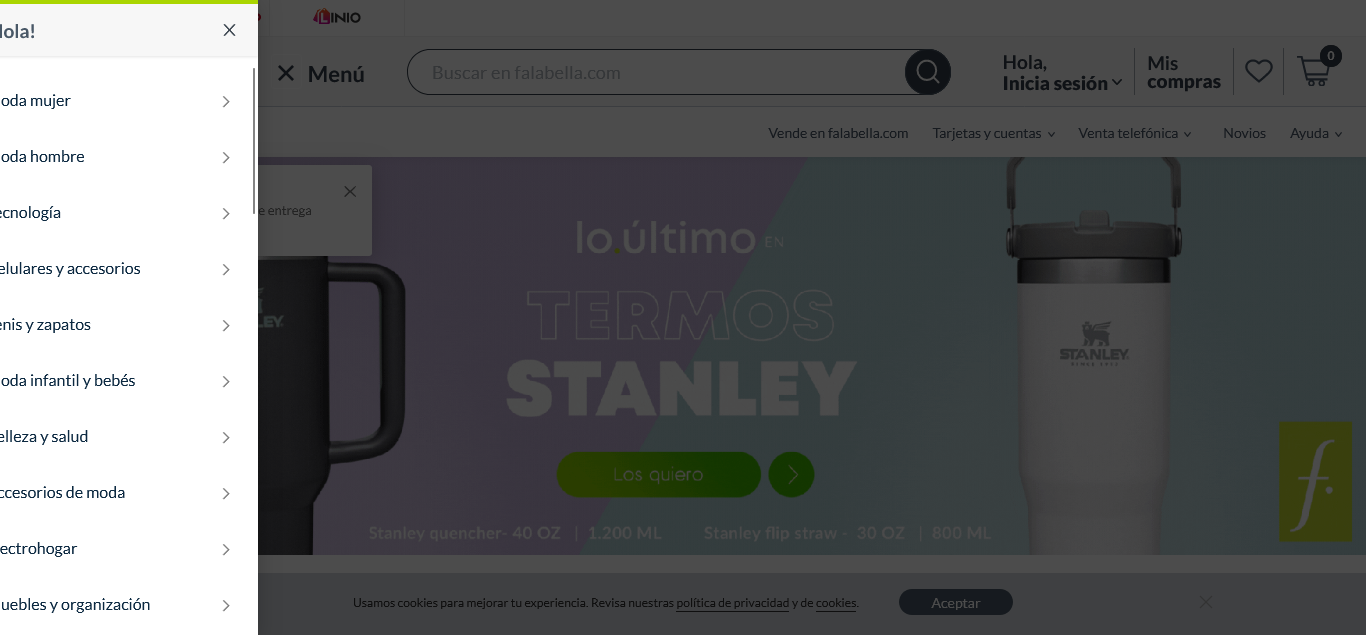 LINIO
Hola!
Menú
Buscar en falabella.com
Hola,
Inicia sesión
Mis
compras
0
Vende en falabella.com
Tarjetas y cuentas
Venta telefónica
Novios
Ayuda
oda mujer
oda hombre
ecnología
elulares y accesorios
enis y zapatos
oda infantil y bebés
elleza y salud
ccesorios de moda
lectrohogar
uebles y organización
e entrega
lo.último EN
TERMOS
STANLEY
Los quiero
Stanley quencher- 40 OZ | 1.200 ML
Stanley flip straw - 30 OZ | 800 ML
STANLEY
f.
Usamos cookies para mejorar tu experiencia. Revisa nuestras política de privacidad y de cookies.
Aceptar